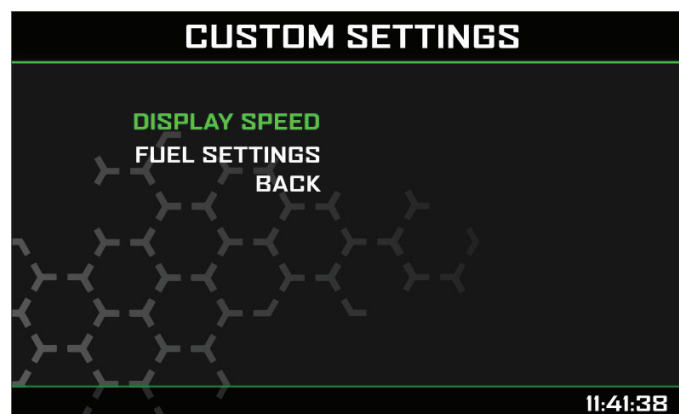 CUSTOM SETTINGS
DISPLAY SPEED
FUEL SETTINGS
BACK
11:41:38